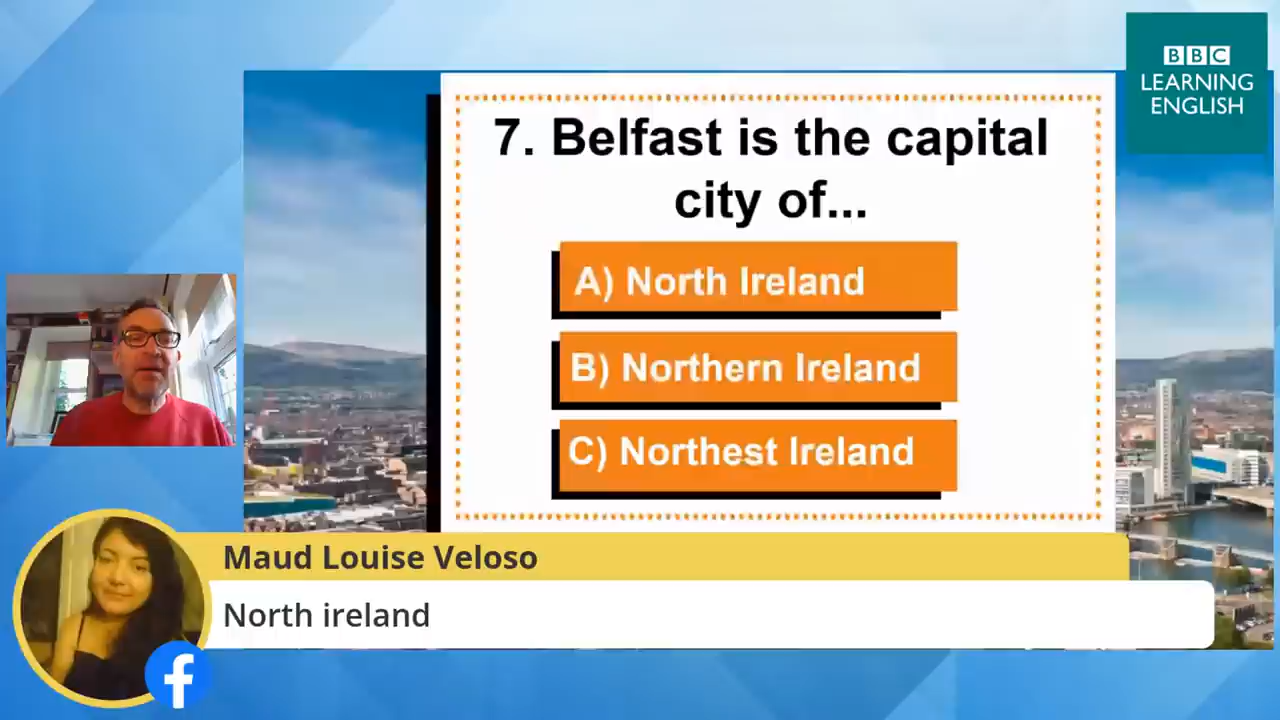 BBC
LEARNING
ENGLISH
7. Belfast is the capital
city of...
A) North Ireland
B) Northern Ireland
C) Northest Ireland
Maud Louise Veloso
North ireland